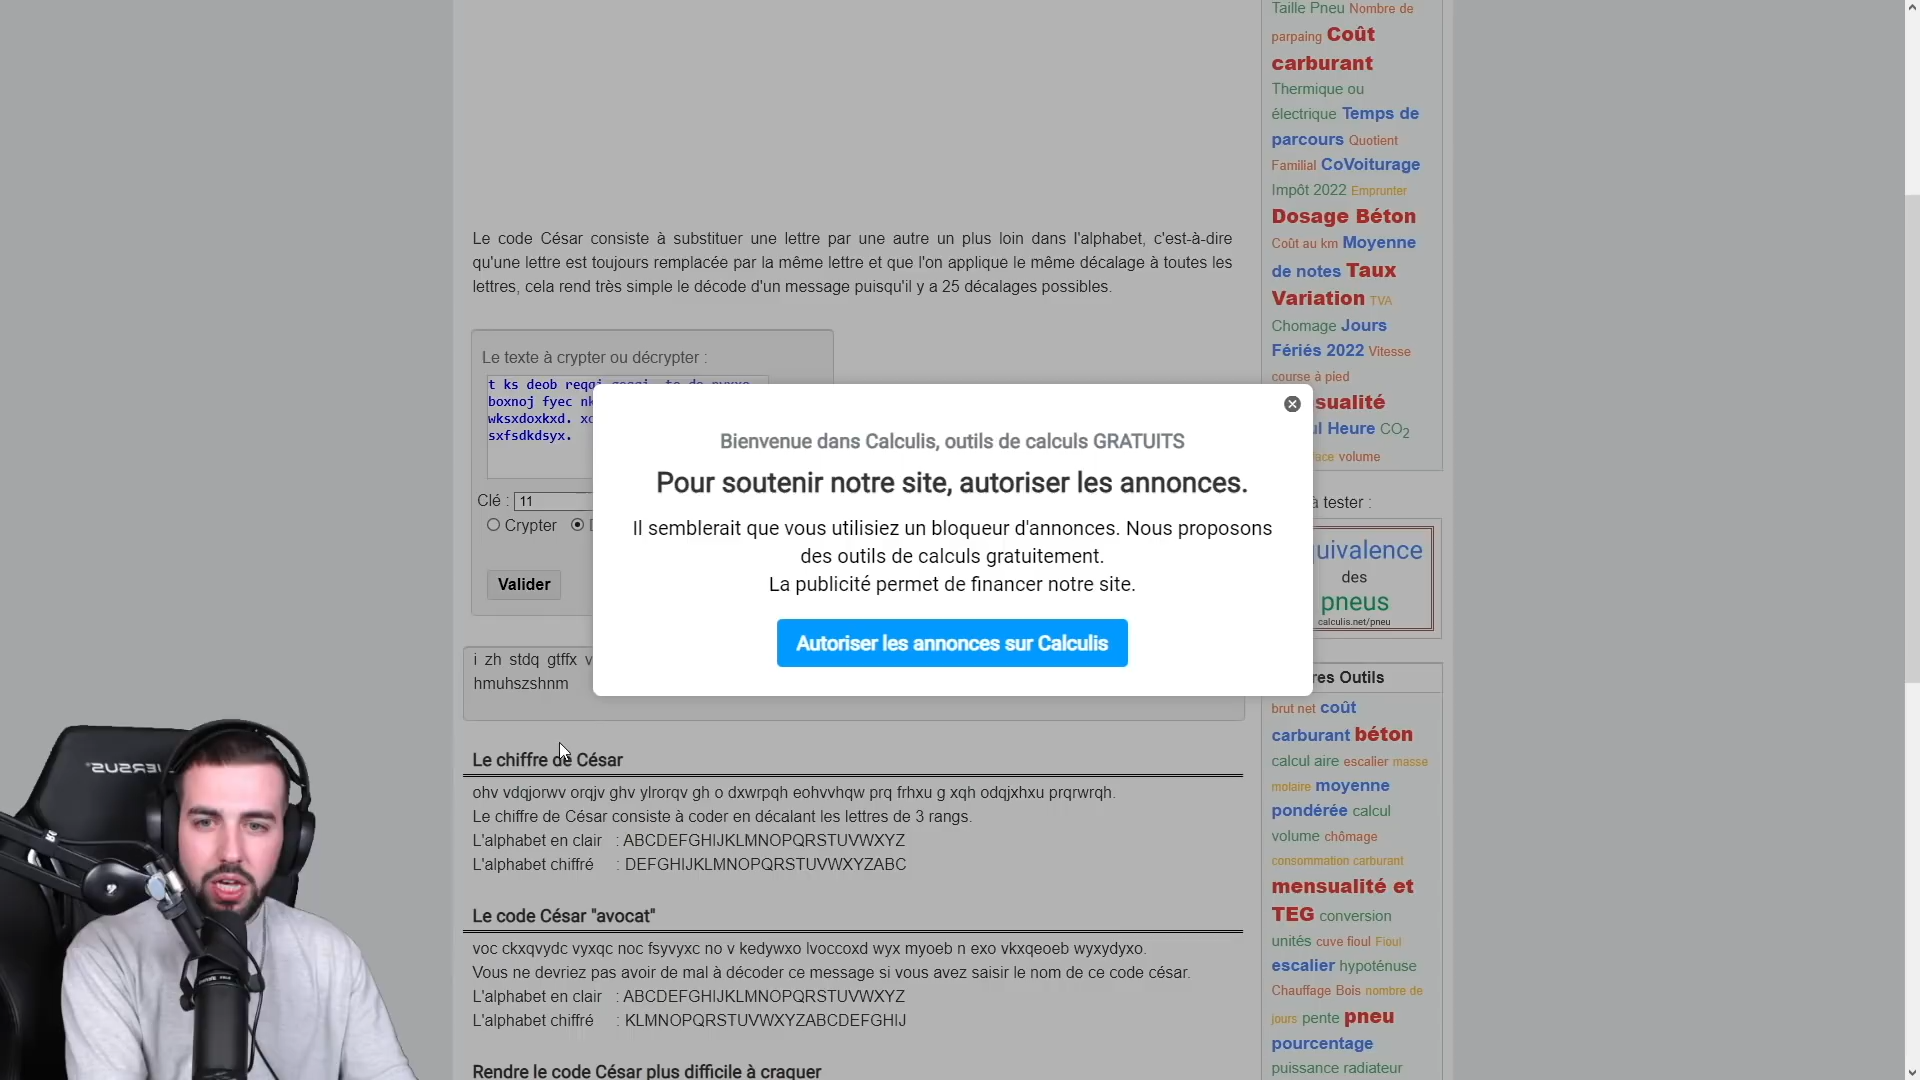 Taille Pneu Nombre de
parpaing Coût
carburant
Thermique ou
électrique Temps de
parcours Quotient
Familial CoVoiturage
Impôt 2022 Emprunter
Dosage Béton
Coût au km Moyenne
de notes Taux
Variation TVA
Chomage Jours
Fériés 2022 Vitesse
course à pied
sualité
ul Heure CO2
ace volume
à tester :
uivalence
des
pneus
calculis.net/pneu
res Outils
brut net coût
carburant béton
calcul aire escalier masse
molaire moyenne
pondérée calcul
volume chômage
consommation carburant
mensualité et
TEG conversion
unités cuve fioul Fioul
escalier hypoténuse
Chauffage Bois nombre de
jours pente pneu
pourcentage
puissance radiateur
Le code César consiste à substituer une lettre par une autre un plus loin dans l'alphabet, c'est-à-dire
qu'une lettre est toujours remplacée par la même lettre et que l'on applique le même décalage à toutes les
lettres, cela rend très simple le décode d'un message puisqu'il y a 25 décalages possibles.
Le texte à crypter ou décrypter :
t ks deob
boxnoj fyec nk
wksxdoxkxd. xc
sxfsdkdsyx.
Clé : 11
Crypter
Valider
i zh stdq gtffx v
hmuhszshnm
Bienvenue dans Calculis, outils de calculs GRATUITS
Pour soutenir notre site, autoriser les annonces.
Il semblerait que vous utilisiez un bloqueur d'annonces. Nous proposons
des outils de calculs gratuitement.
La publicité permet de financer notre site.
Autoriser les annonces sur Calculis
Le chiffre de César
ohv vdqjorwv orqjv ghv ylrorqv gh o dxwrpqh eohvvhqw prq frhxu g xqh odqjxhxu prqrwrqh.
Le chiffre de César consiste à coder en décalant les lettres de 3 rangs.
L'alphabet en clair : ABCDEFGHIJKLMNOPQRSTUVWXYZ
L'alphabet chiffré : DEFGHIJKLMNOPQRSTUVWXYZABC
Le code César "avocat"
voc ckxqvydc vyxqc noc fsyvyxc no v kedywxo lvoccoxd wyx myoeb n exo vkxqeoeb wyxydyxo.
Vous ne devriez pas avoir de mal à décoder ce message si vous avez saisir le nom de ce code césar.
L'alphabet en clair : ABCDEFGHIJKLMNOPQRSTUVWXYZ
L'alphabet chiffré : KLMNOPQRSTUVWXYZABCDEFGHIJ
Rendre le code César plus difficile à craquer